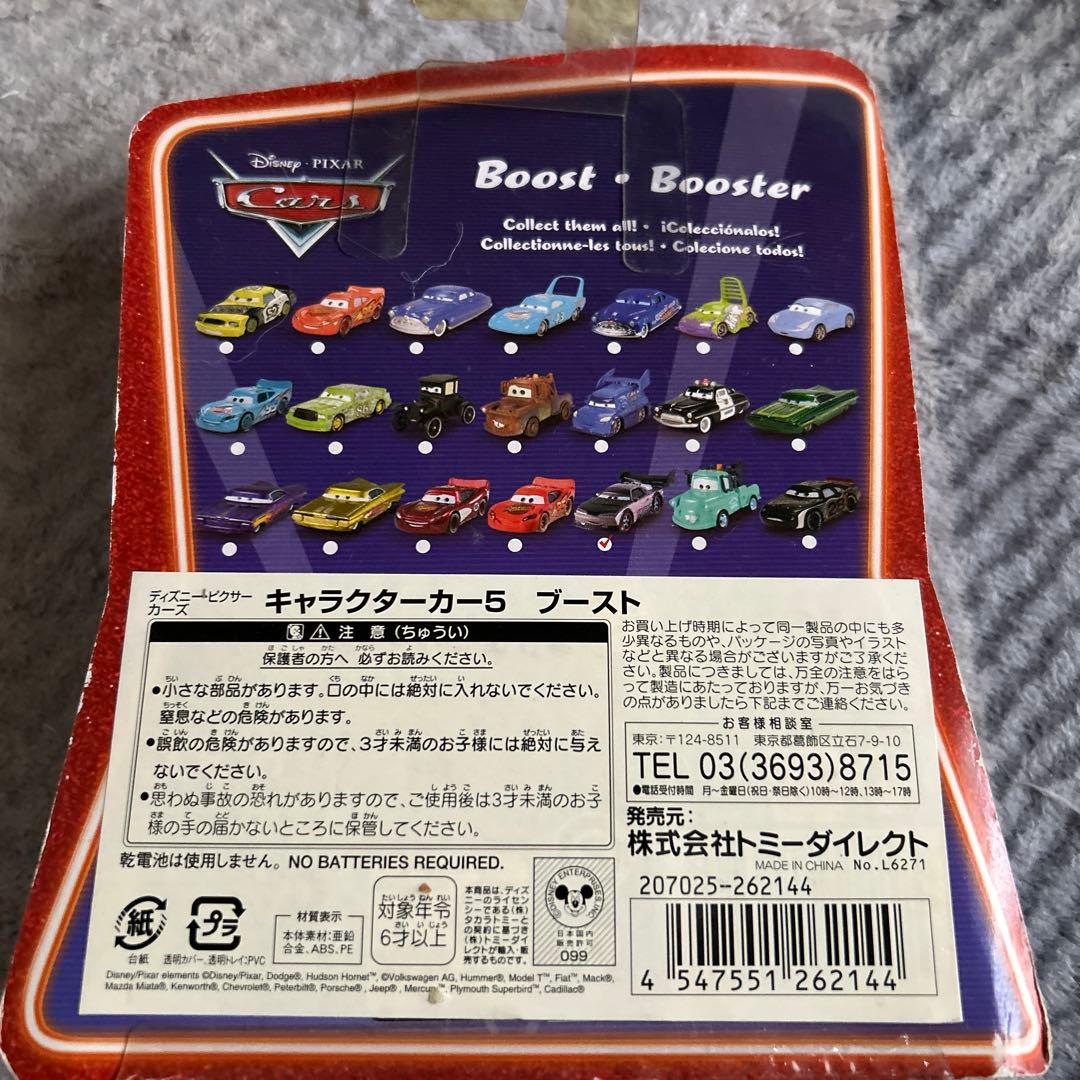 Disney · PIXAR
Cars
Boost • Booster
Collect them all! • ¡Colecciónalos!
Collectionne-les tous! • Colecione todos!
ディズニー・ピクサー
カーズ
キャラクターカー5 ブースト
注 意 (ちゅうい)
保護者の方へ 必ずお読みください。
•小さな部品があります。口の中には絶対に入れないでください。
窒息などの危険があります。
•誤飲の危険がありますので、3才未満のお子様には絶対に与え
ないでください。
•思わぬ事故の恐れがありますので、ご使用後は3才未満のお子
様の手の届かないところに保管してください。
乾電池は使用しません。NO BATTERIES REQUIRED.
紙
台紙
プラ
透明カバー、透明トレイ:PVC
材質表示
本体素材:亜鉛
合金、ABS、PE
たいしょうねんれい
対象年令
さいいじょう
6才以上
本商品は、ディズ
ニーのライセン
シーである(株)
タカラトミーと
の契約に基づき
(株)トミーダイ
レクトが輸入・販
売するものです。
©DISNEY ENTERPRISES INC
日本国内
販売許可
099
Disney/Pixar elements ©Disney/Pixar, Dodge®, Hudson Hornet™, ©Volkswagen AG, Hummer®, Model T™, Fiat™, Mack®,
Mazda Miata®, Kenworth®, Chevrolet®, Peterbilt®, Porsche®, Jeep®, Mercury™, Plymouth Superbird™, Cadillac®
お買い上げ時期によって同一製品の中にも多
少異なるものや、パッケージの写真やイラスト
などと異なる場合がございますがご了承くだ
さい。製品につきましては、万全の注意をはら
って製造にあたっておりますが、万一お気づき
の点がありましたら下記までご連絡ください。
お客様相談室
東京:〒124-8511 東京都葛飾区立石7-9-10
TEL 03(3693)8715
●電話受付時間 月~金曜日(祝日・祭日除く)10時~12時、13時~17時
発売元:
株式会社トミーダイレクト
MADE IN CHINA No.L6271
207025-262144
4 547551 262144